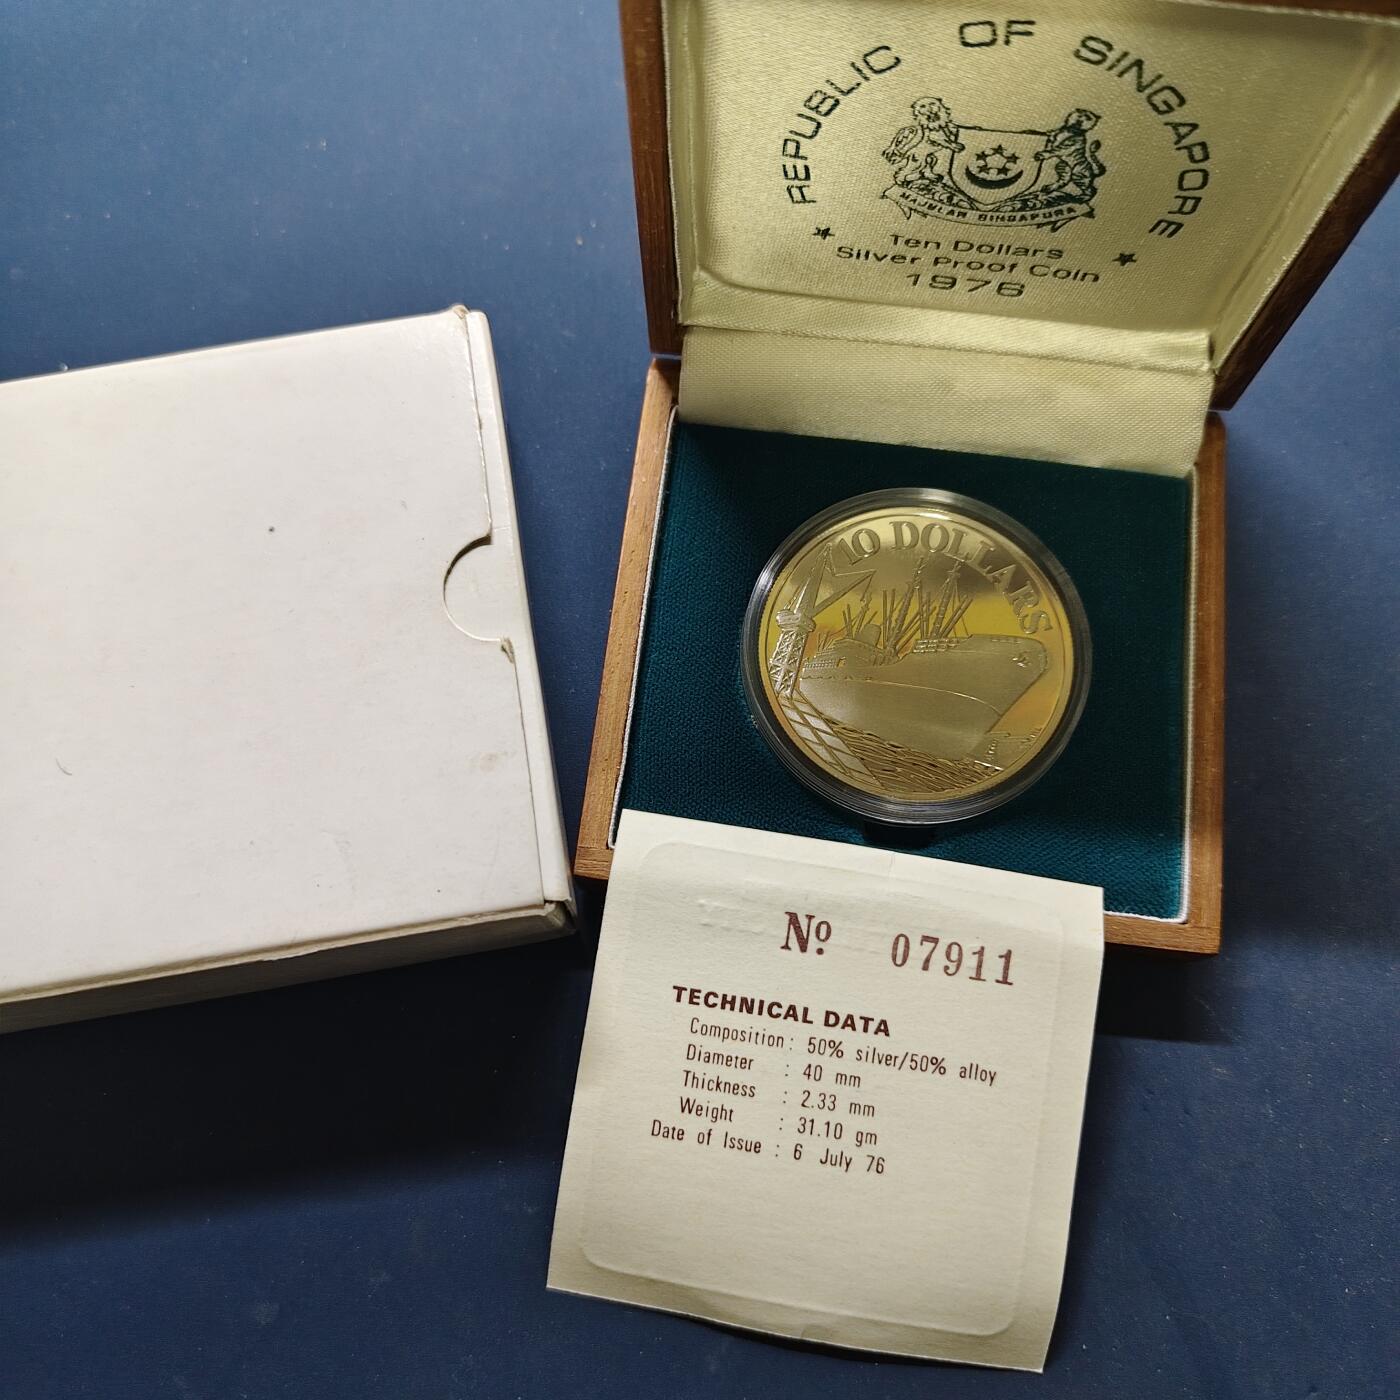 REPUBLIC OF SINGAPORE
MAJULAH SINGAPURA
Ten Dollars
Silver Proof Coin
1976
10 DOLLARS
Nº 07911
TECHNICAL DATA
Composition : 50% silver/50% alloy
Diameter : 40 mm
Thickness : 2.33 mm
Weight : 31.10 gm
Date of Issue : 6 July 76